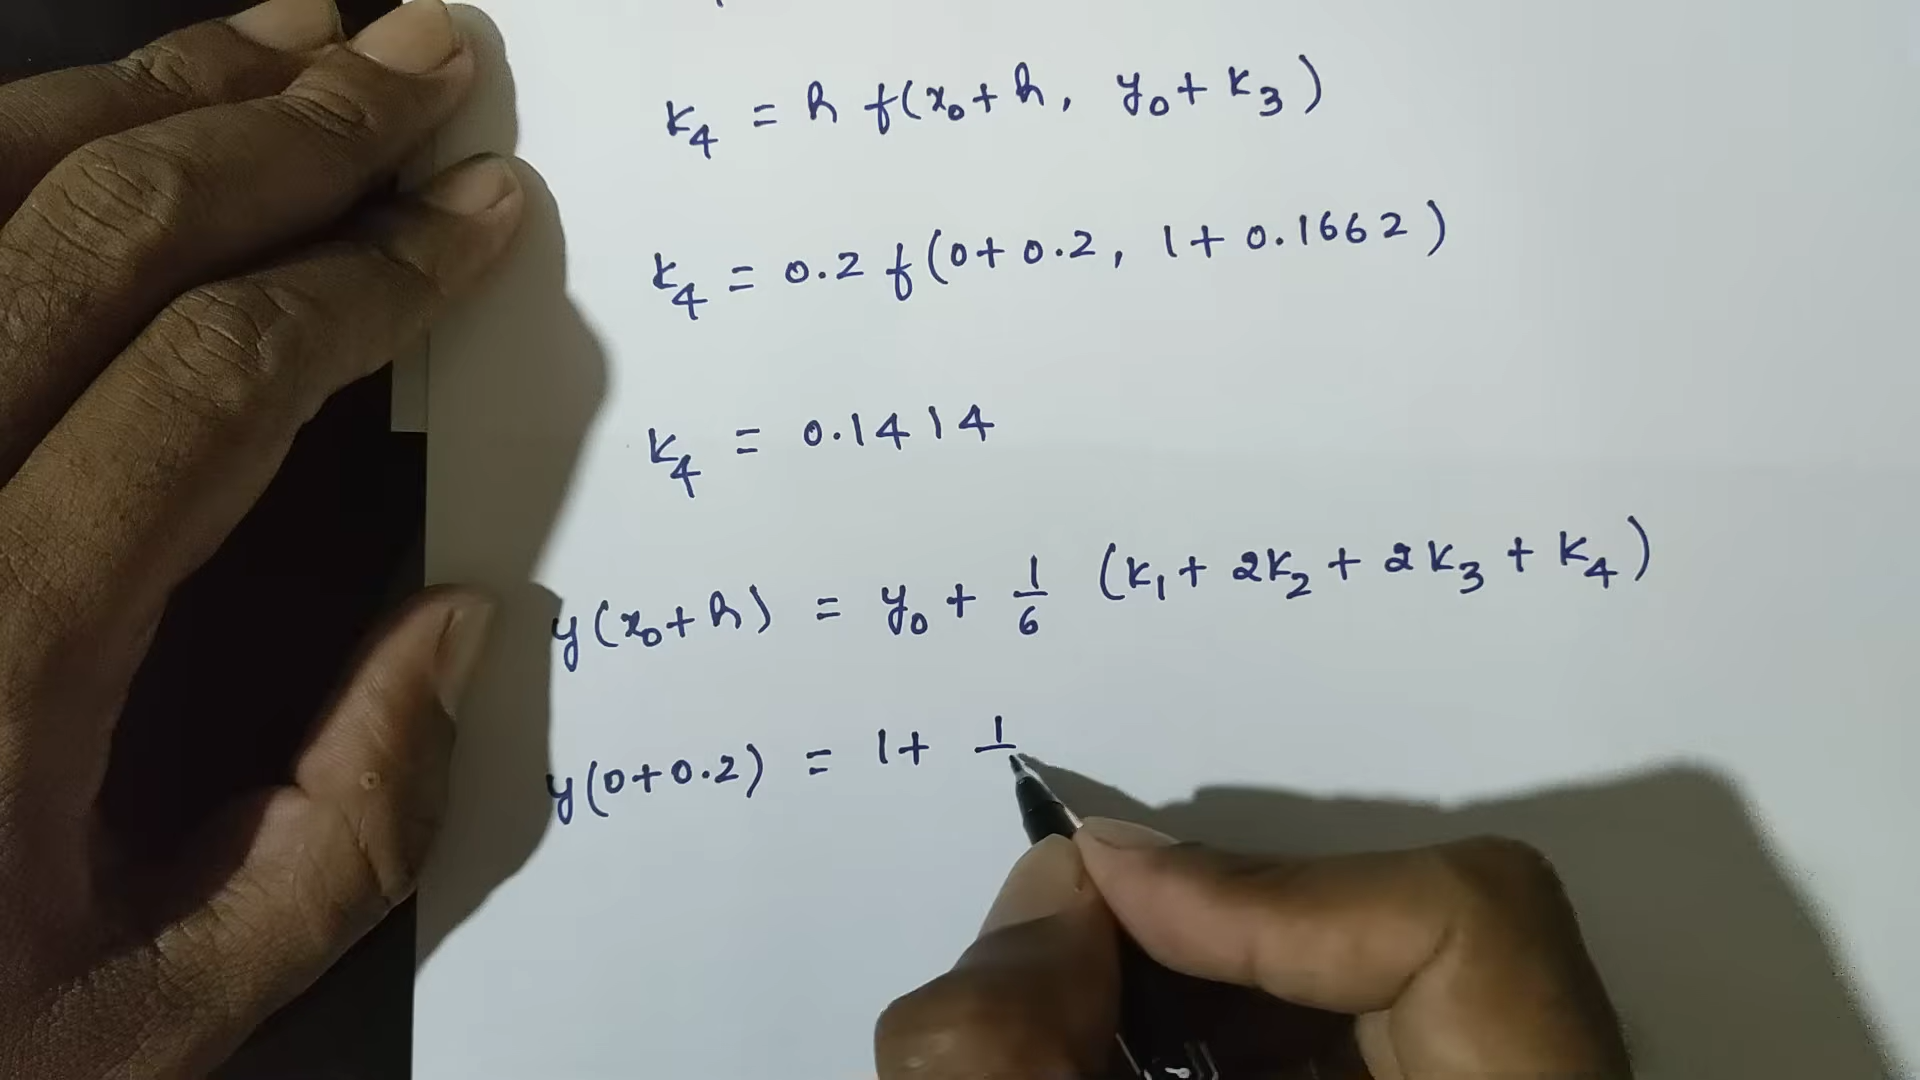 k₄ = h f(x₀+h, y₀+k₃)
k₄ = 0.2 f(0+0.2, 1+0.1662)
k₄ = 0.1414
y(x₀+h) = y₀ + 1/6 (k₁+2k₂+2k₃+k₄)
y(0+0.2) = 1+ 1/